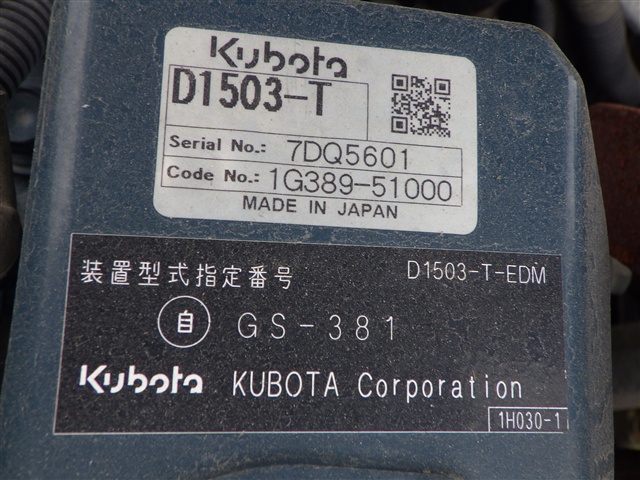 Kubota
D1503-T
Serial No.: 7DQ5601
Code No.: 1G389-51000
MADE IN JAPAN
装置型式指定番号 D1503-T-EDM
自 GS-381
Kubota KUBOTA Corporation
1H030-1